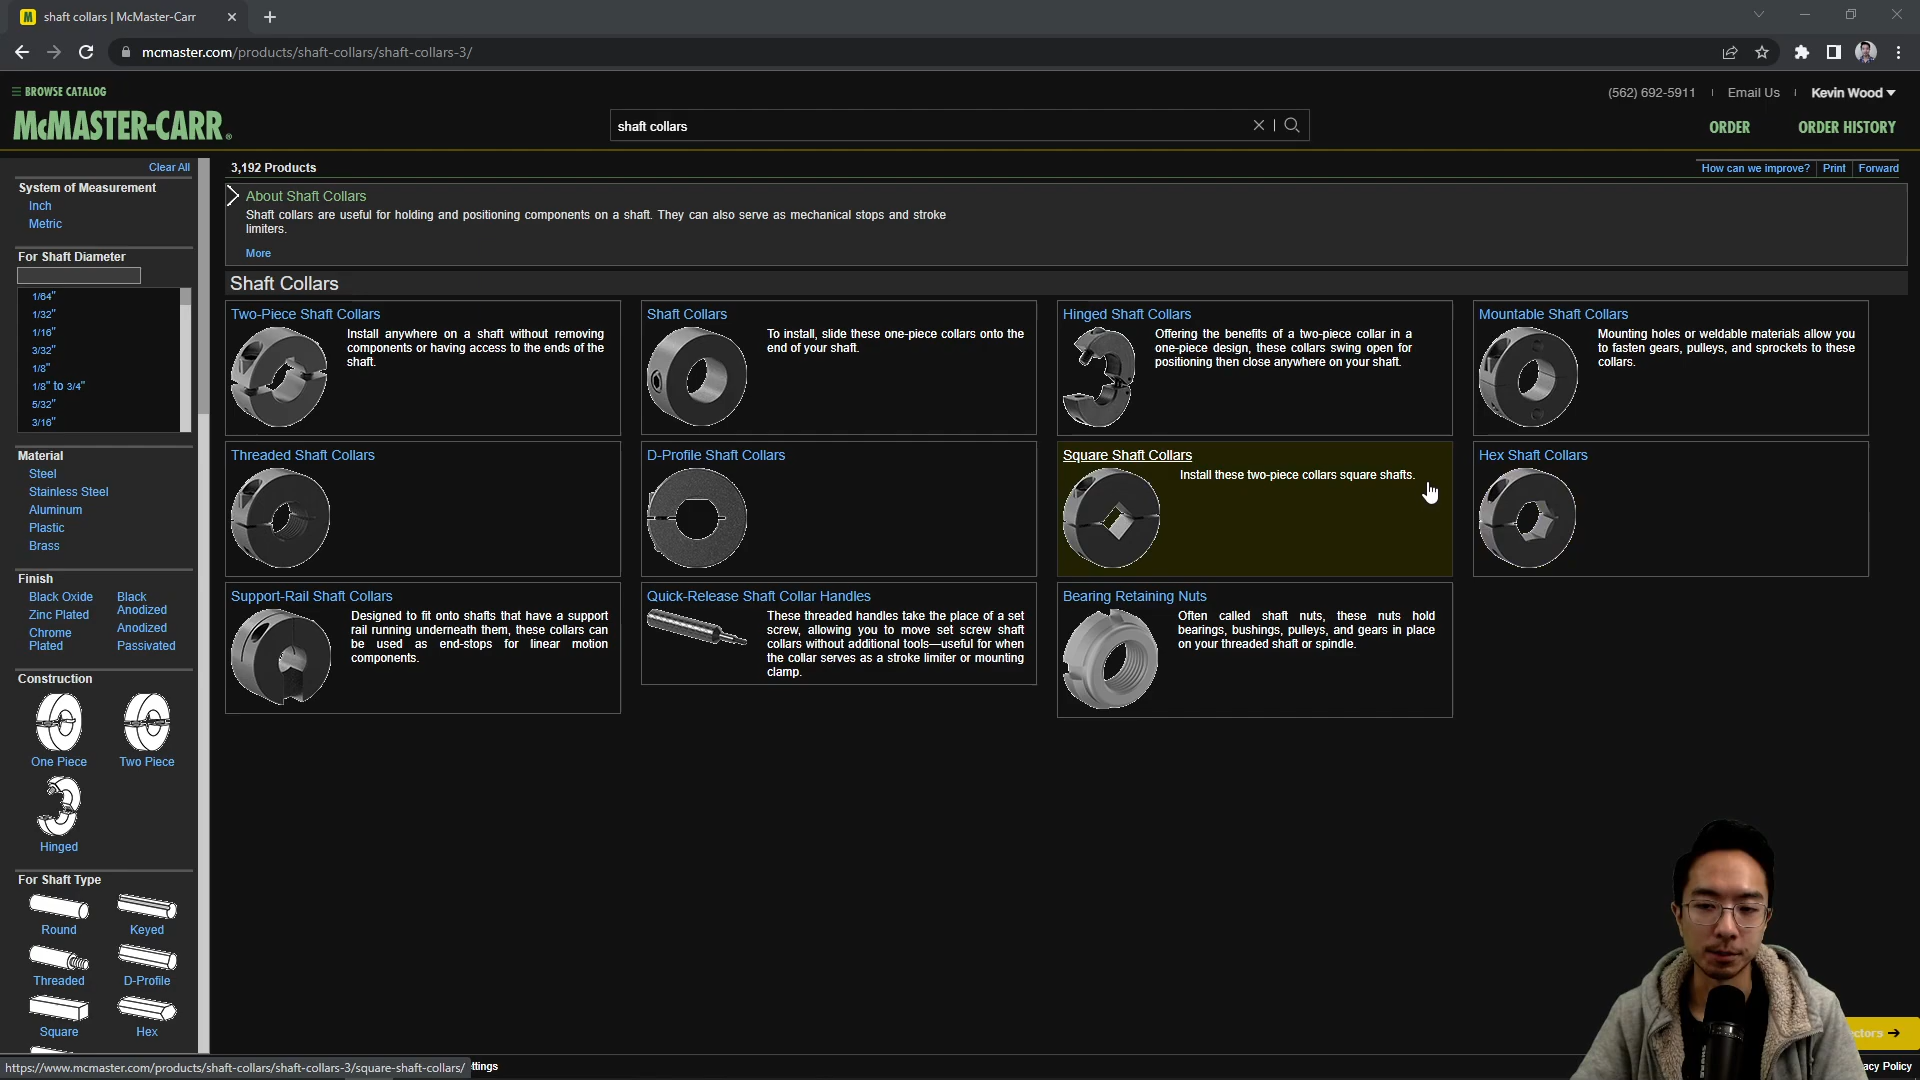 shaft collars | McMaster-Carr
mcmaster.com/products/shaft-collars/shaft-collars-3/
BROWSE CATALOG
McMASTER-CARR®
shaft collars
(562) 692-5911
Email Us
Kevin Wood
ORDER
ORDER HISTORY
Clear All
System of Measurement
Inch
Metric
For Shaft Diameter
1/64"
1/32"
1/16"
3/32"
1/8"
1/8" to 3/4"
5/32"
3/16"
Material
Steel
Stainless Steel
Aluminum
Plastic
Brass
Finish
Black Oxide
Zinc Plated
Chrome
Plated
Black
Anodized
Anodized
Passivated
Construction
One Piece
Two Piece
Hinged
For Shaft Type
Round
Keyed
Threaded
D-Profile
Square
Hex
3,192 Products
How can we improve?
Print
Forward
About Shaft Collars
Shaft collars are useful for holding and positioning components on a shaft. They can also serve as mechanical stops and stroke
limiters.
More
Shaft Collars
Two-Piece Shaft Collars
Install anywhere on a shaft without removing
components or having access to the ends of the
shaft.
Shaft Collars
To install, slide these one-piece collars onto the
end of your shaft.
Hinged Shaft Collars
Offering the benefits of a two-piece collar in a
one-piece design, these collars swing open for
positioning then close anywhere on your shaft.
Mountable Shaft Collars
Mounting holes or weldable materials allow you
to fasten gears, pulleys, and sprockets to these
collars.
Threaded Shaft Collars
D-Profile Shaft Collars
Square Shaft Collars
Install these two-piece collars square shafts.
Hex Shaft Collars
Support-Rail Shaft Collars
Designed to fit onto shafts that have a support
rail running underneath them, these collars can
be used as end-stops for linear motion
components.
Quick-Release Shaft Collar Handles
These threaded handles take the place of a set
screw, allowing you to move set screw shaft
collars without additional tools—useful for when
the collar serves as a stroke limiter or mounting
clamp.
Bearing Retaining Nuts
Often called shaft nuts, these nuts hold
bearings, bushings, pulleys, and gears in place
on your threaded shaft or spindle.
https://www.mcmaster.com/products/shaft-collars/shaft-collars-3/square-shaft-collars/
ttings
ectors
acy Policy